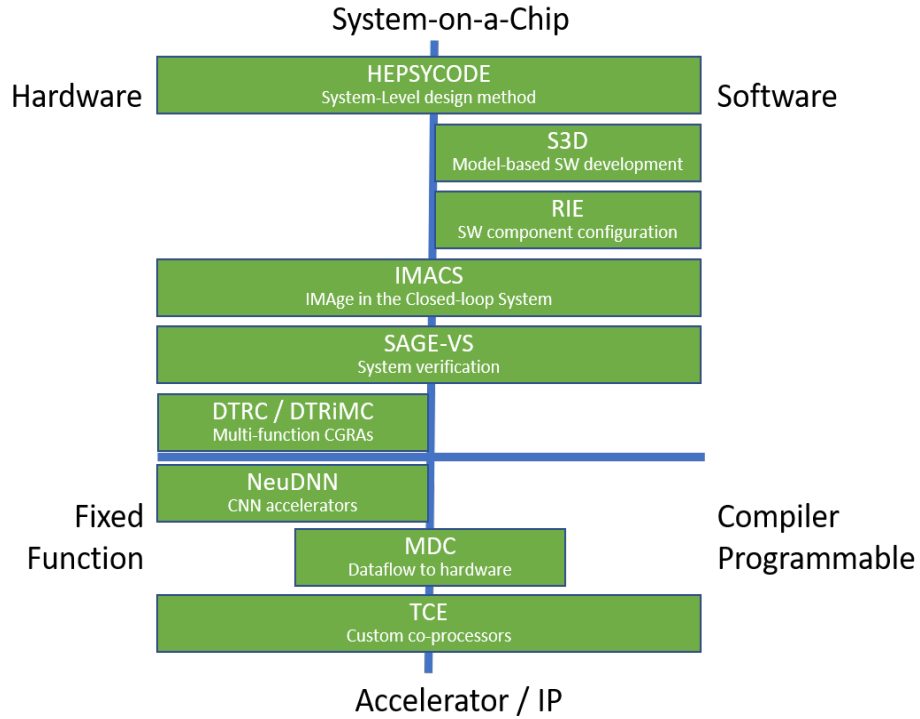 System-on-a-Chip
Hardware
Software
HEPSYCODE
System-Level design method
S3D
Model-based SW development
RIE
SW component configuration
IMACS
IMAge in the Closed-loop System
SAGE-VS
System verification
DTRC / DTRiMC
Multi-function CGRAs
NeuDNN
CNN accelerators
Fixed
Function
Compiler
Programmable
MDC
Dataflow to hardware
TCE
Custom co-processors
Accelerator / IP